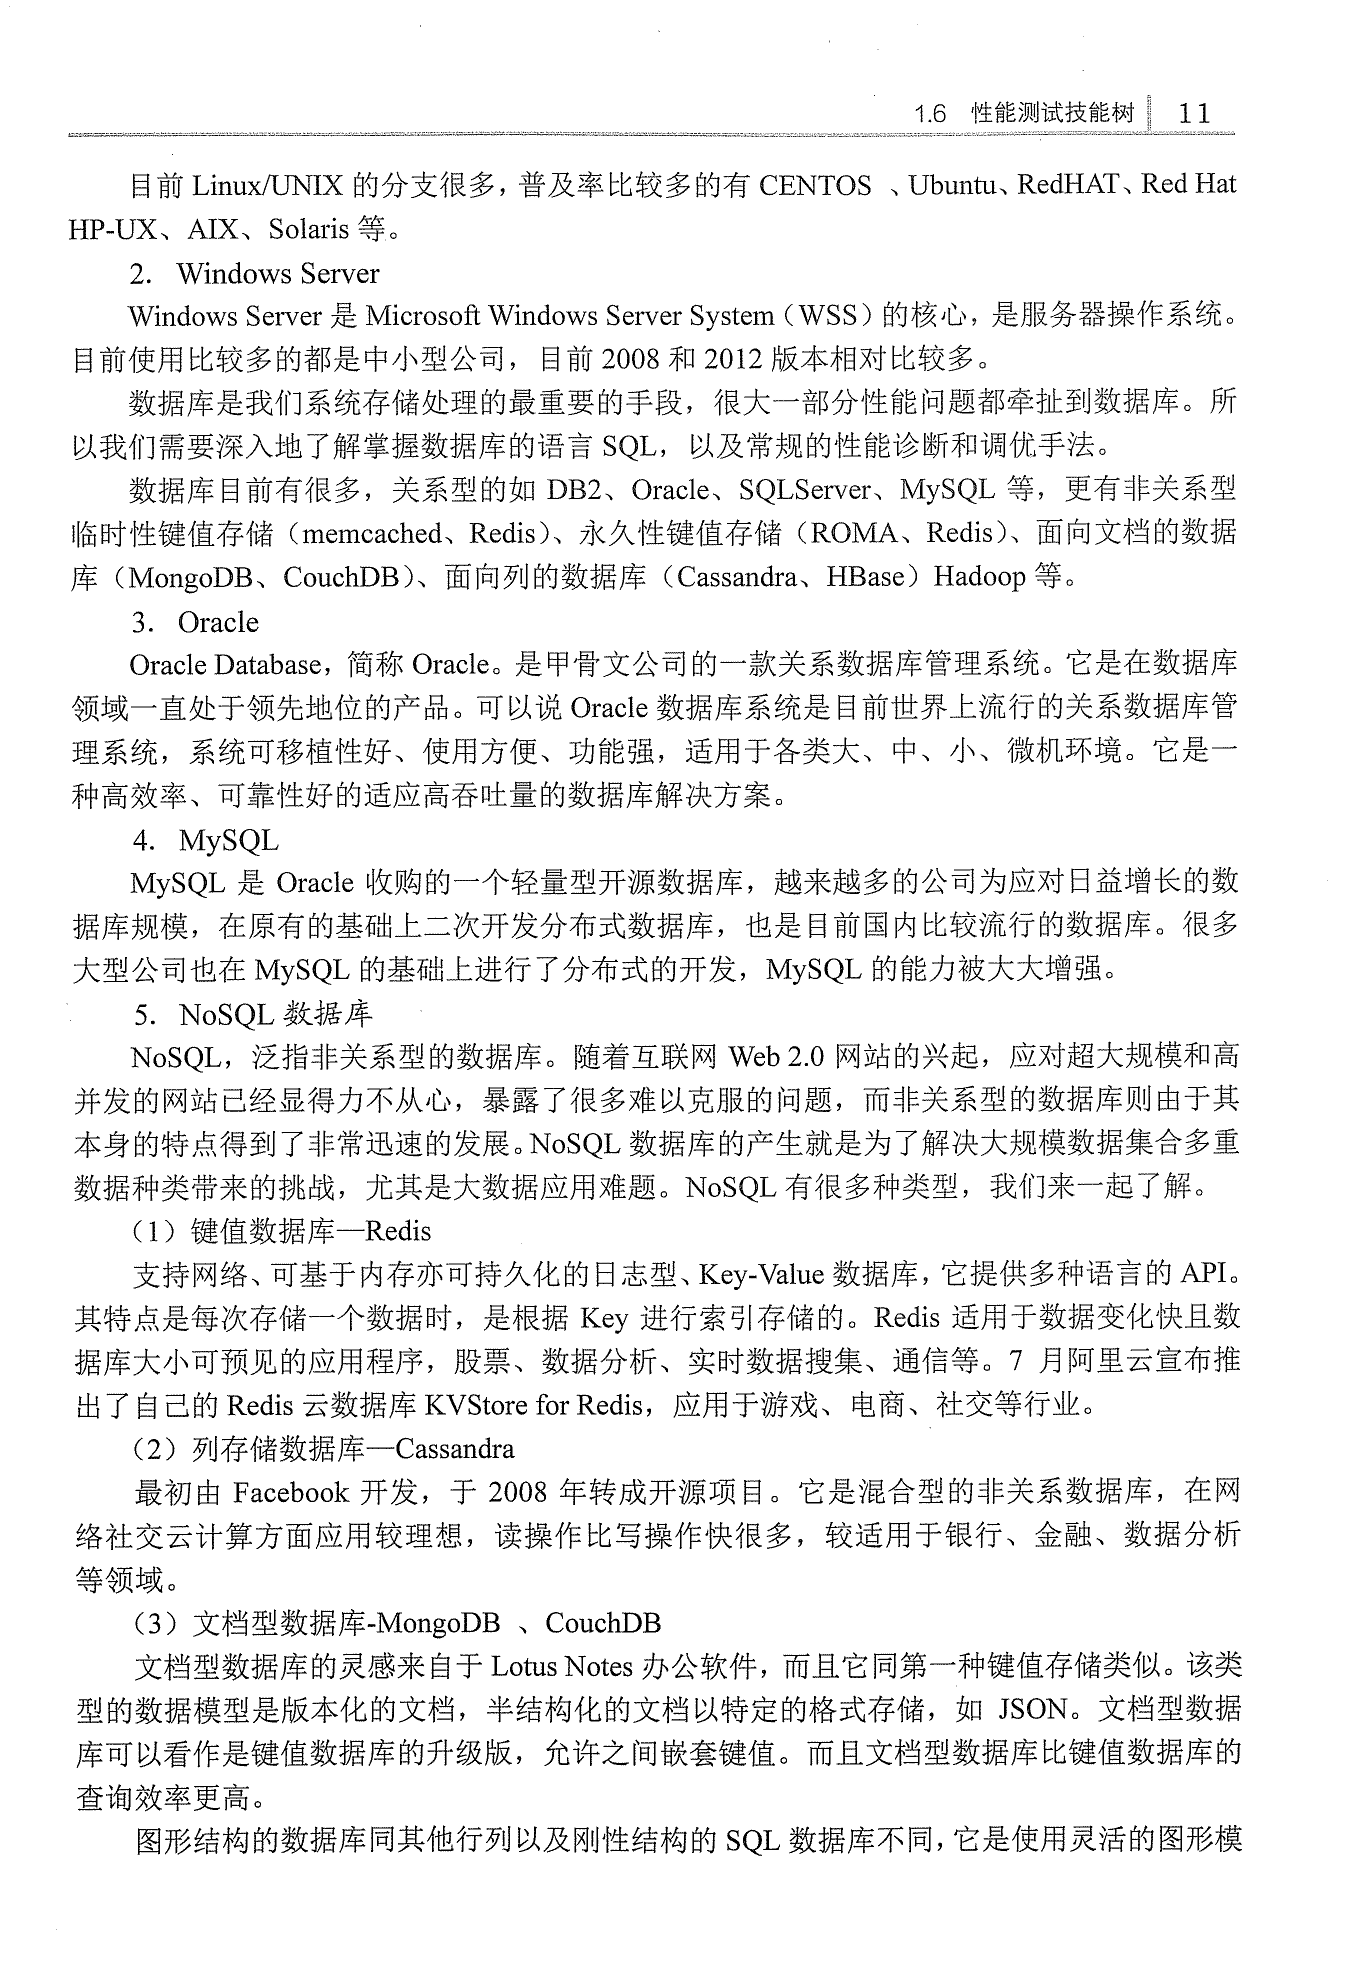 1.6 性能测试技能树 11
目前 Linux/UNIX 的分支很多，普及率比较多的有 CENTOS 、Ubuntu、RedHAT、Red Hat
HP-UX、AIX、Solaris 等。
2. Windows Server
Windows Server 是 Microsoft Windows Server System（WSS）的核心，是服务器操作系统。
目前使用比较多的都是中小型公司，目前 2008 和 2012 版本相对比较多。
数据库是我们系统存储处理的最重要的手段，很大一部分性能问题都牵扯到数据库。所
以我们需要深入地了解掌握数据库的语言 SQL，以及常规的性能诊断和调优手法。
数据库目前有很多，关系型的如 DB2、Oracle、SQLServer、MySQL 等，更有非关系型
临时性键值存储（memcached、Redis）、永久性键值存储（ROMA、Redis）、面向文档的数据
库（MongoDB、CouchDB）、面向列的数据库（Cassandra、HBase）Hadoop 等。
3. Oracle
Oracle Database，简称 Oracle。是甲骨文公司的一款关系数据库管理系统。它是在数据库
领域一直处于领先地位的产品。可以说 Oracle 数据库系统是目前世界上流行的关系数据库管
理系统，系统可移植性好、使用方便、功能强，适用于各类大、中、小、微机环境。它是一
种高效率、可靠性好的适应高吞吐量的数据库解决方案。
4. MySQL
MySQL 是 Oracle 收购的一个轻量型开源数据库，越来越多的公司为应对日益增长的数
据库规模，在原有的基础上二次开发分布式数据库，也是目前国内比较流行的数据库。很多
大型公司也在 MySQL 的基础上进行了分布式的开发，MySQL 的能力被大大增强。
5. NoSQL 数据库
NoSQL，泛指非关系型的数据库。随着互联网 Web 2.0 网站的兴起，应对超大规模和高
并发的网站已经显得力不从心，暴露了很多难以克服的问题，而非关系型的数据库则由于其
本身的特点得到了非常迅速的发展。NoSQL 数据库的产生就是为了解决大规模数据集合多重
数据种类带来的挑战，尤其是大数据应用难题。NoSQL 有很多种类型，我们来一起了解。
（1）键值数据库—Redis
支持网络、可基于内存亦可持久化的日志型、Key-Value 数据库，它提供多种语言的 API。
其特点是每次存储一个数据时，是根据 Key 进行索引存储的。Redis 适用于数据变化快且数
据库大小可预见的应用程序，股票、数据分析、实时数据搜集、通信等。7 月阿里云宣布推
出了自己的 Redis 云数据库 KVStore for Redis，应用于游戏、电商、社交等行业。
（2）列存储数据库—Cassandra
最初由 Facebook 开发，于 2008 年转成开源项目。它是混合型的非关系数据库，在网
络社交云计算方面应用较理想，读操作比写操作快很多，较适用于银行、金融、数据分析
等领域。
（3）文档型数据库-MongoDB 、CouchDB
文档型数据库的灵感来自于 Lotus Notes 办公软件，而且它同第一种键值存储类似。该类
型的数据模型是版本化的文档，半结构化的文档以特定的格式存储，如 JSON。文档型数据
库可以看作是键值数据库的升级版，允许之间嵌套键值。而且文档型数据库比键值数据库的
查询效率更高。
图形结构的数据库同其他行列以及刚性结构的 SQL 数据库不同，它是使用灵活的图形模